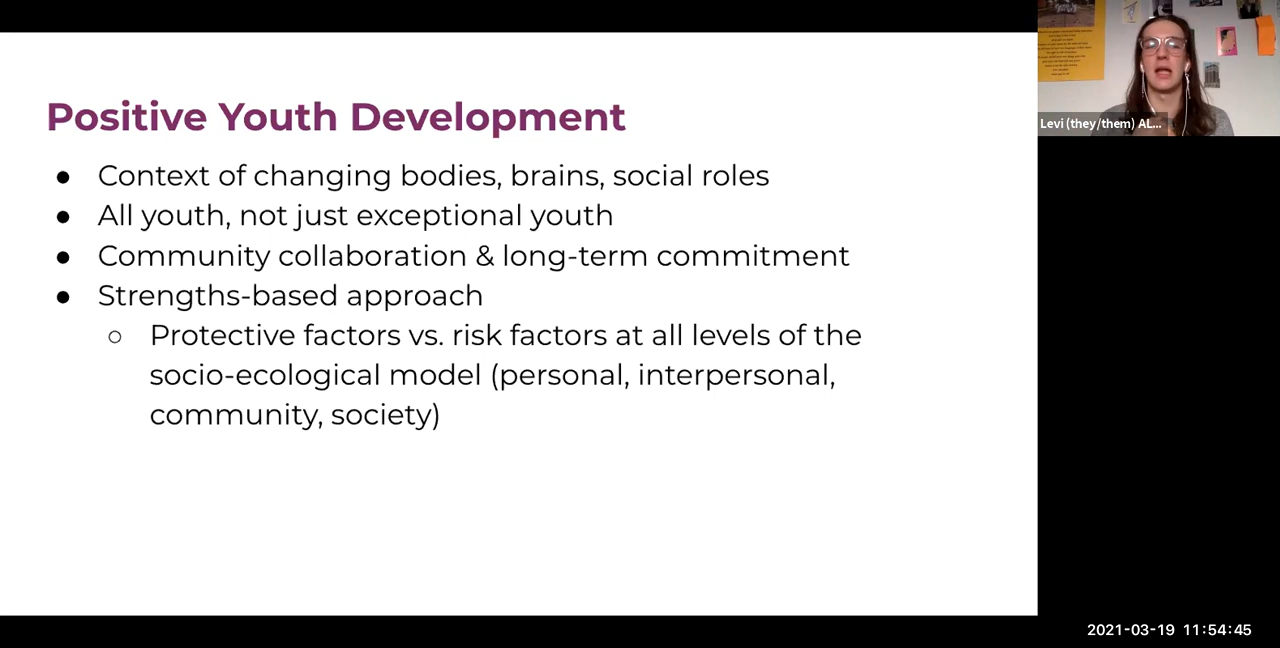 Positive Youth Development
● Context of changing bodies, brains, social roles
● All youth, not just exceptional youth
● Community collaboration & long-term commitment
● Strengths-based approach
○ Protective factors vs. risk factors at all levels of the
socio-ecological model (personal, interpersonal,
community, society)
Levi (they/them) AL...
2021-03-19 11:54:45